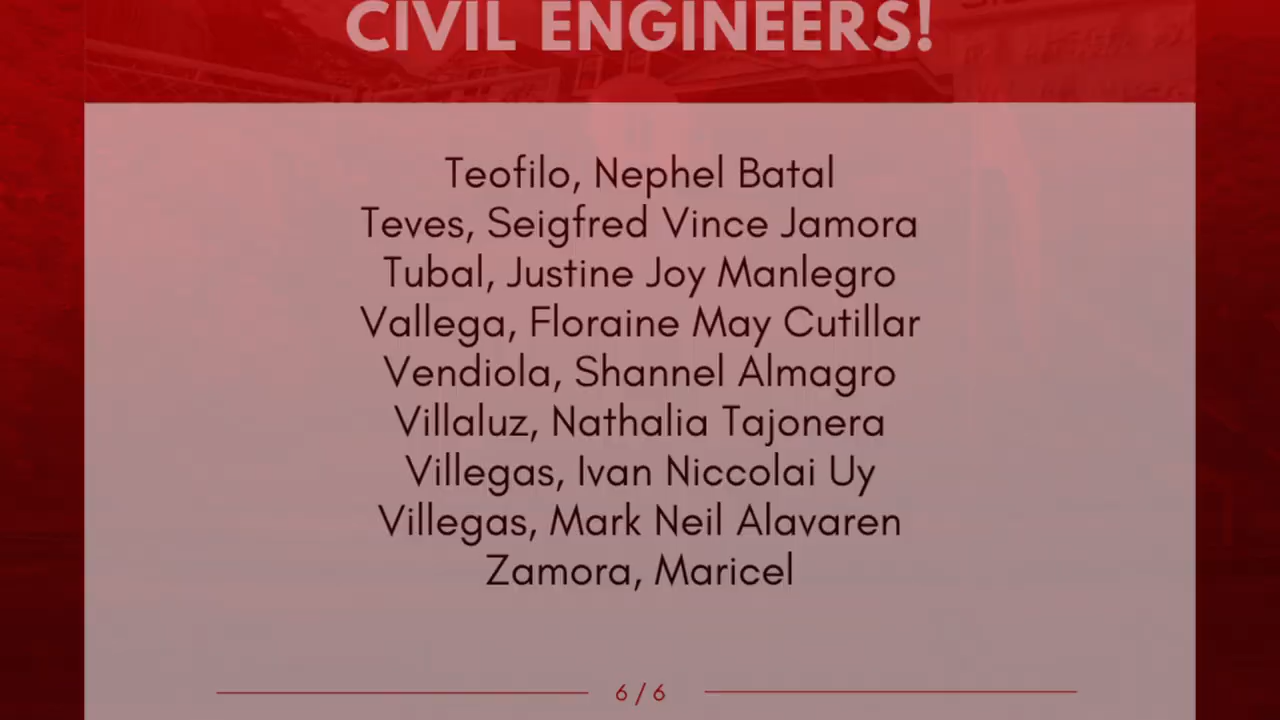 CIVIL ENGINEERS!
Teofilo, Nephel Batal
Teves, Seigfred Vince Jamora
Tubal, Justine Joy Manlegro
Vallega, Floraine May Cutillar
Vendiola, Shannel Almagro
Villaluz, Nathalia Tajonera
Villegas, Ivan Niccolai Uy
Villegas, Mark Neil Alavaren
Zamora, Maricel
6 / 6